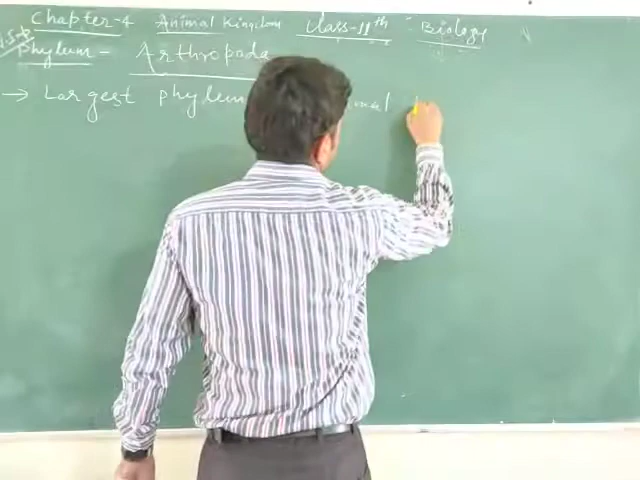 Chapter-4 Animal Kingdom Class-11th Biology
Phylum - Arthropoda
→ Largest phylum